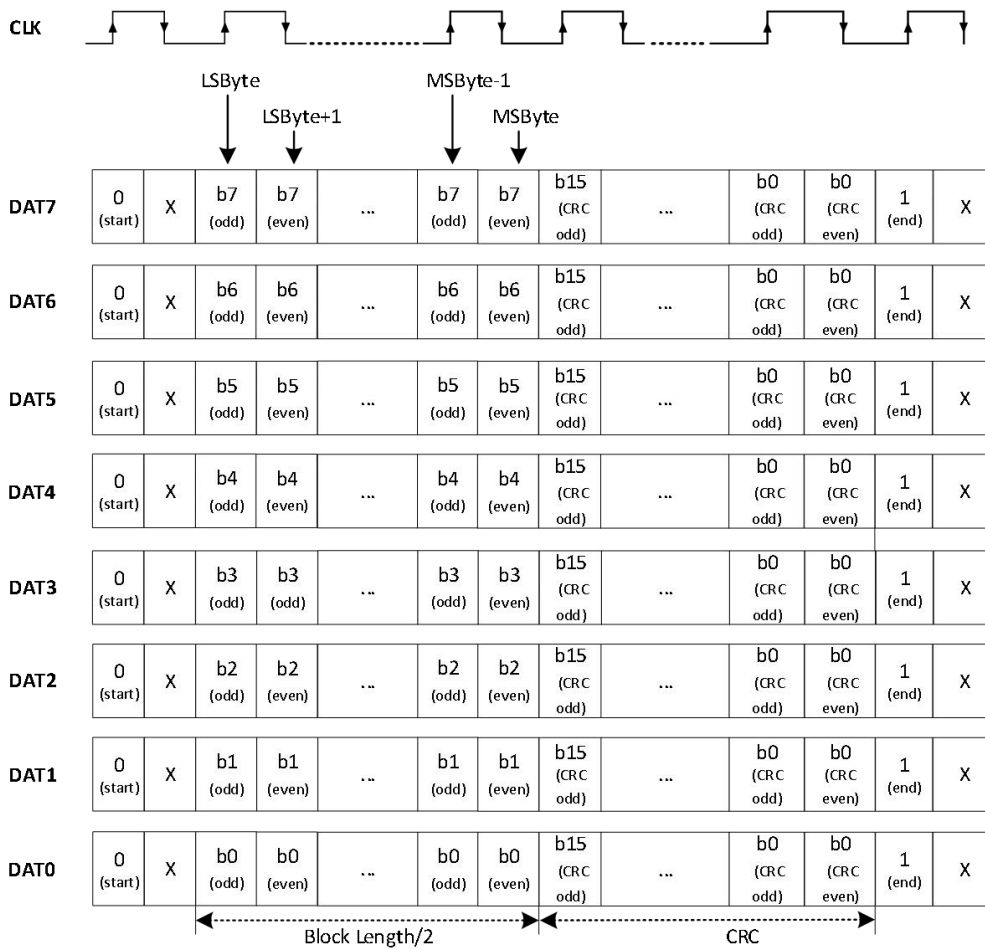 CLK
LSByte MSByte-1
LSByte+1 MSByte
DAT7 0 X b7 b7 ... b7 b7 b15 ... b0 b0 1 X
(start) (odd) (even) (odd) (even) (CRC (CRC (CRC (end)
odd) odd) even)
DAT6 0 X b6 b6 ... b6 b6 b15 ... b0 b0 1 X
(start) (odd) (even) (odd) (even) (CRC (CRC (CRC (end)
odd) odd) even)
DAT5 0 X b5 b5 ... b5 b5 b15 ... b0 b0 1 X
(start) (odd) (even) (odd) (even) (CRC (CRC (CRC (end)
odd) odd) even)
DAT4 0 X b4 b4 ... b4 b4 b15 ... b0 b0 1 X
(start) (odd) (even) (odd) (even) (CRC (CRC (CRC (end)
odd) odd) even)
DAT3 0 X b3 b3 ... b3 b3 b15 ... b0 b0 1 X
(start) (odd) (odd) (odd) (even) (CRC (CRC (CRC (end)
odd) odd) even)
DAT2 0 X b2 b2 ... b2 b2 b15 ... b0 b0 1 X
(start) (odd) (even) (odd) (even) (CRC (CRC (CRC (end)
odd) odd) even)
DAT1 0 X b1 b1 ... b1 b1 b15 ... b0 b0 1 X
(start) (odd) (even) (odd) (even) (CRC (CRC (CRC (end)
odd) odd) even)
DAT0 0 X b0 b0 ... b0 b0 b15 ... b0 b0 1 X
(start) (odd) (even) (odd) (even) (CRC (CRC (CRC (end)
odd) odd) even)
Block Length/2 CRC